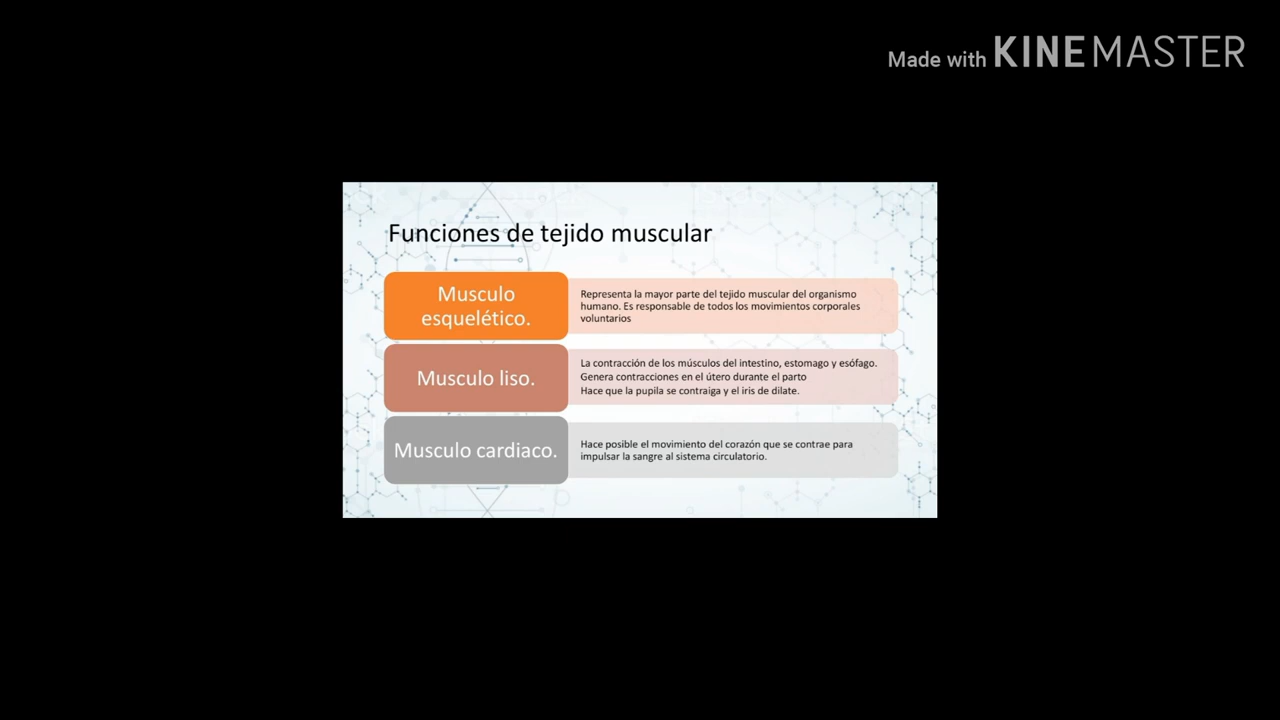 Made with KINEMASTER
Funciones de tejido muscular
Musculo
esquelético.
Representa la mayor parte del tejido muscular del organismo
humano. Es responsable de todos los movimientos corporales
voluntarios
Musculo liso.
La contracción de los músculos del intestino, estomago y esófago.
Genera contracciones en el útero durante el parto
Hace que la pupila se contraiga y el iris de dilate.
Musculo cardiaco.
Hace posible el movimiento del corazón que se contrae para
impulsar la sangre al sistema circulatorio.